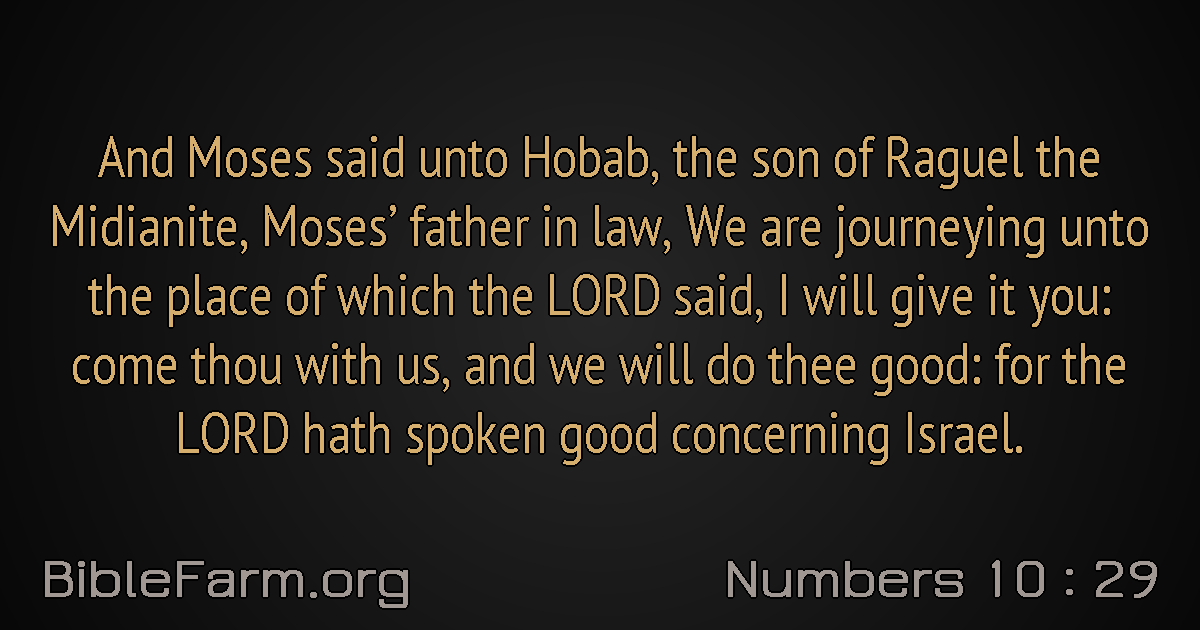 And Moses said unto Hobab, the son of Raguel the
Midianite, Moses’ father in law, We are journeying unto
the place of which the LORD said, I will give it you:
come thou with us, and we will do thee good: for the
LORD hath spoken good concerning Israel.
BibleFarm.org
Numbers 10 : 29